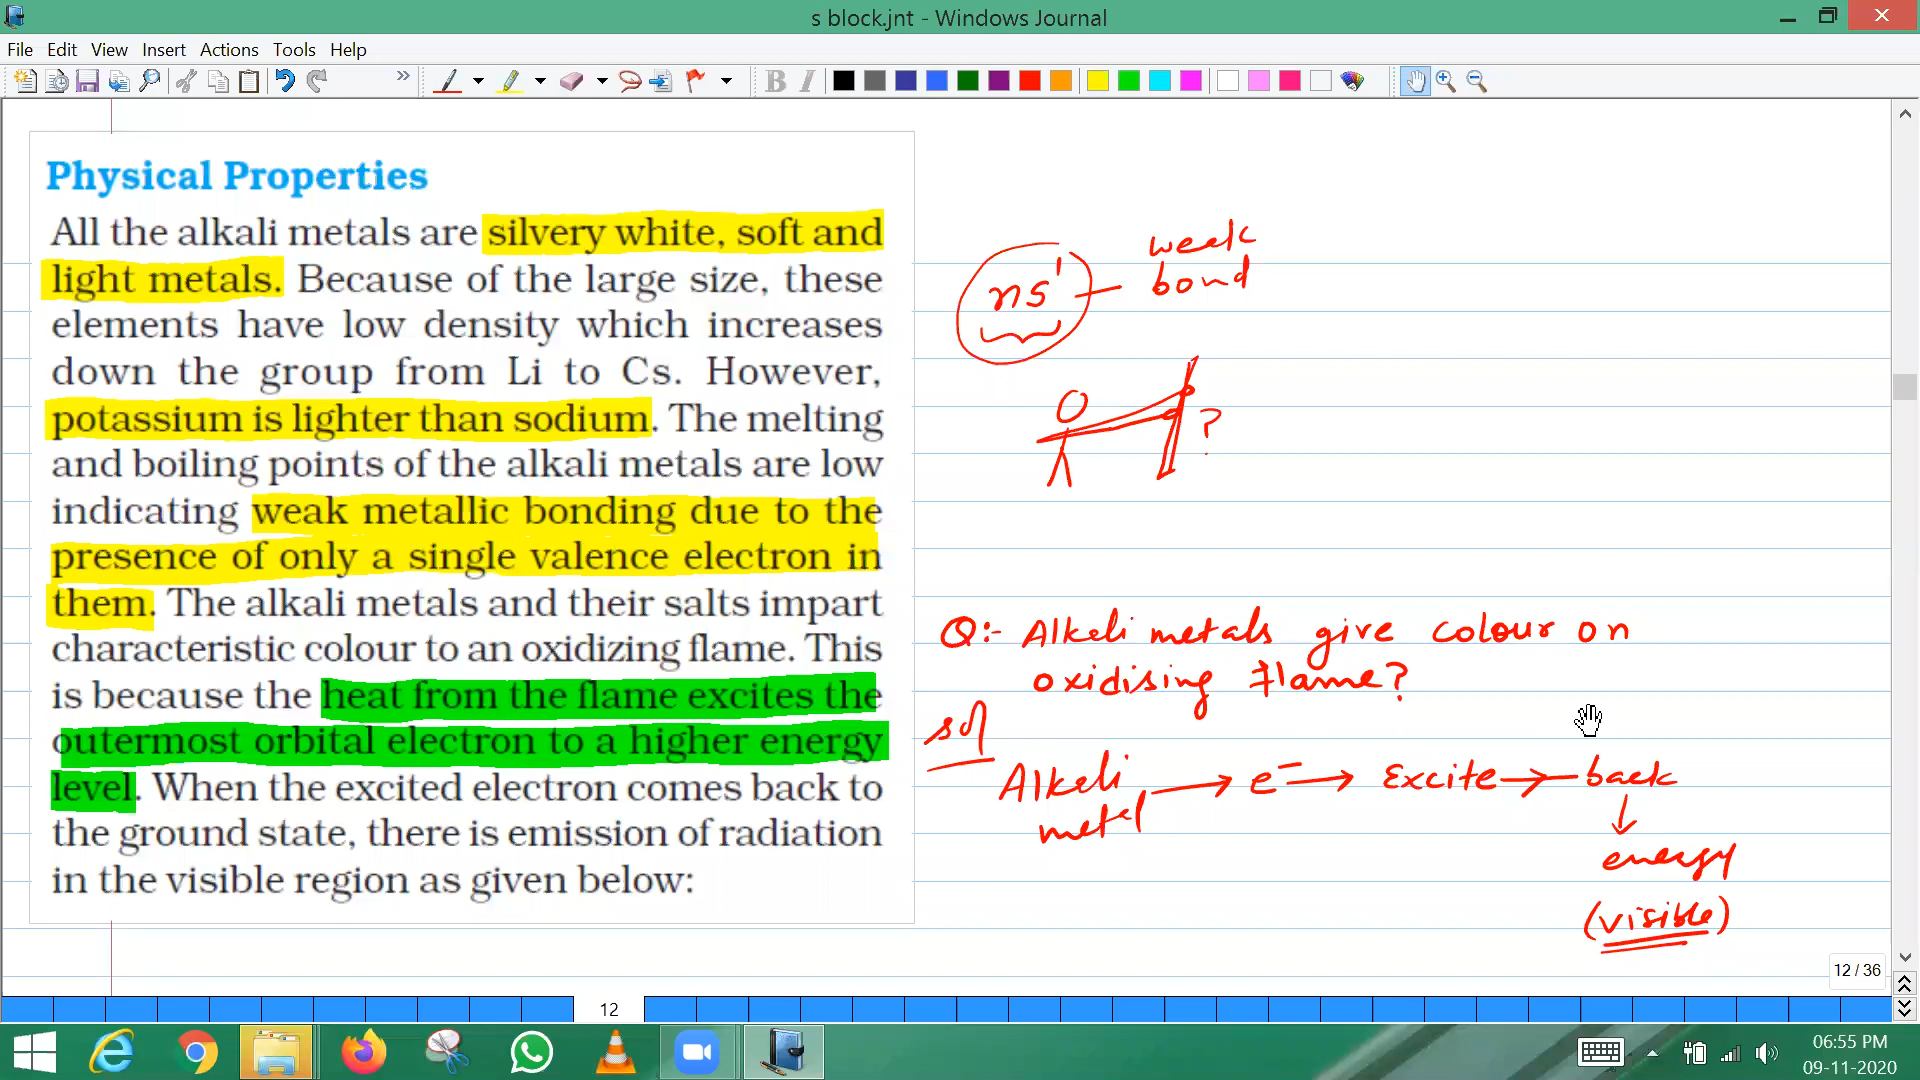 s block.jnt - Windows Journal
File Edit View Insert Actions Tools Help
B I
Physical Properties
All the alkali metals are silvery white, soft and
light metals. Because of the large size, these
elements have low density which increases
down the group from Li to Cs. However,
potassium is lighter than sodium. The melting
and boiling points of the alkali metals are low
indicating weak metallic bonding due to the
presence of only a single valence electron in
them. The alkali metals and their salts impart
characteristic colour to an oxidizing flame. This
is because the heat from the flame excites the
outermost orbital electron to a higher energy
level. When the excited electron comes back to
the ground state, there is emission of radiation
in the visible region as given below:
weak
ns¹ — bond
?
Q:- Alkeli metals give colour on
oxidising flame?
sol
Alkeli → e⁻ → Excite → back
metel
↓
energy
(visible)
12 / 36
12
06:55 PM
09-11-2020